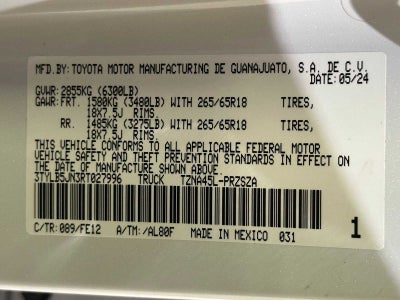 MFD.BY:TOYOTA MOTOR MANUFACTURING DE GUANAJUATO, S.A. DE C.V.
DATE:05/24
GVWR:2855KG (6300LB)
GAWR:FRT. 1580KG (3480LB) WITH 265/65R18 TIRES,
18X7.5J RIMS
RR. 1485KG (3275LB) WITH 265/65R18 TIRES,
18X7.5J RIMS
THIS VEHICLE CONFORMS TO ALL APPLICABLE FEDERAL MOTOR
VEHICLE SAFETY AND THEFT PREVENTION STANDARDS IN EFFECT ON
THE DATE OF MANUFACTURE SHOWN ABOVE.
3TYLB5JN3RT027996 TRUCK TZNA45L-PRZSZA
C/TR:089/FE12 A/TM:/AL80F MADE IN MEXICO 031
1